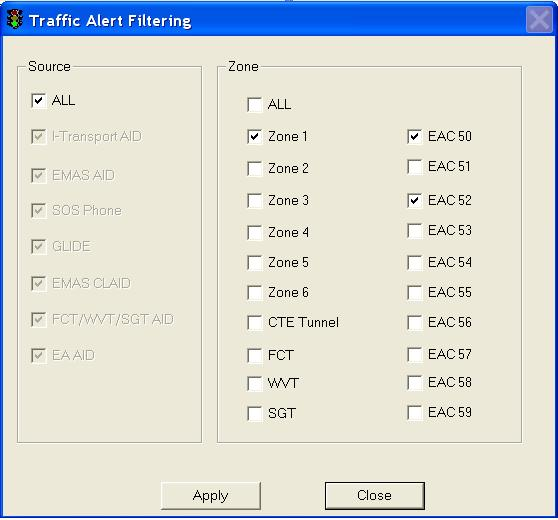 Traffic Alert Filtering
Source
ALL
I-Transport AID
EMAS AID
SOS Phone
GLIDE
EMAS CLAID
FCT/WVT/SGT AID
EA AID
Zone
ALL
Zone 1 EAC 50
Zone 2 EAC 51
Zone 3 EAC 52
Zone 4 EAC 53
Zone 5 EAC 54
Zone 6 EAC 55
CTE Tunnel EAC 56
FCT EAC 57
WVT EAC 58
SGT EAC 59
Apply Close